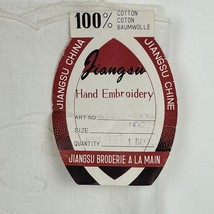 100% COTTON
COTON
BAUMWOLLE
JIANGSU CHINA
JIANGSU CHINE
Jiangsu
Hand Embroidery
ART NO
SIZE
QUANTITY
JIANGSU BRODERIE A LA MAIN